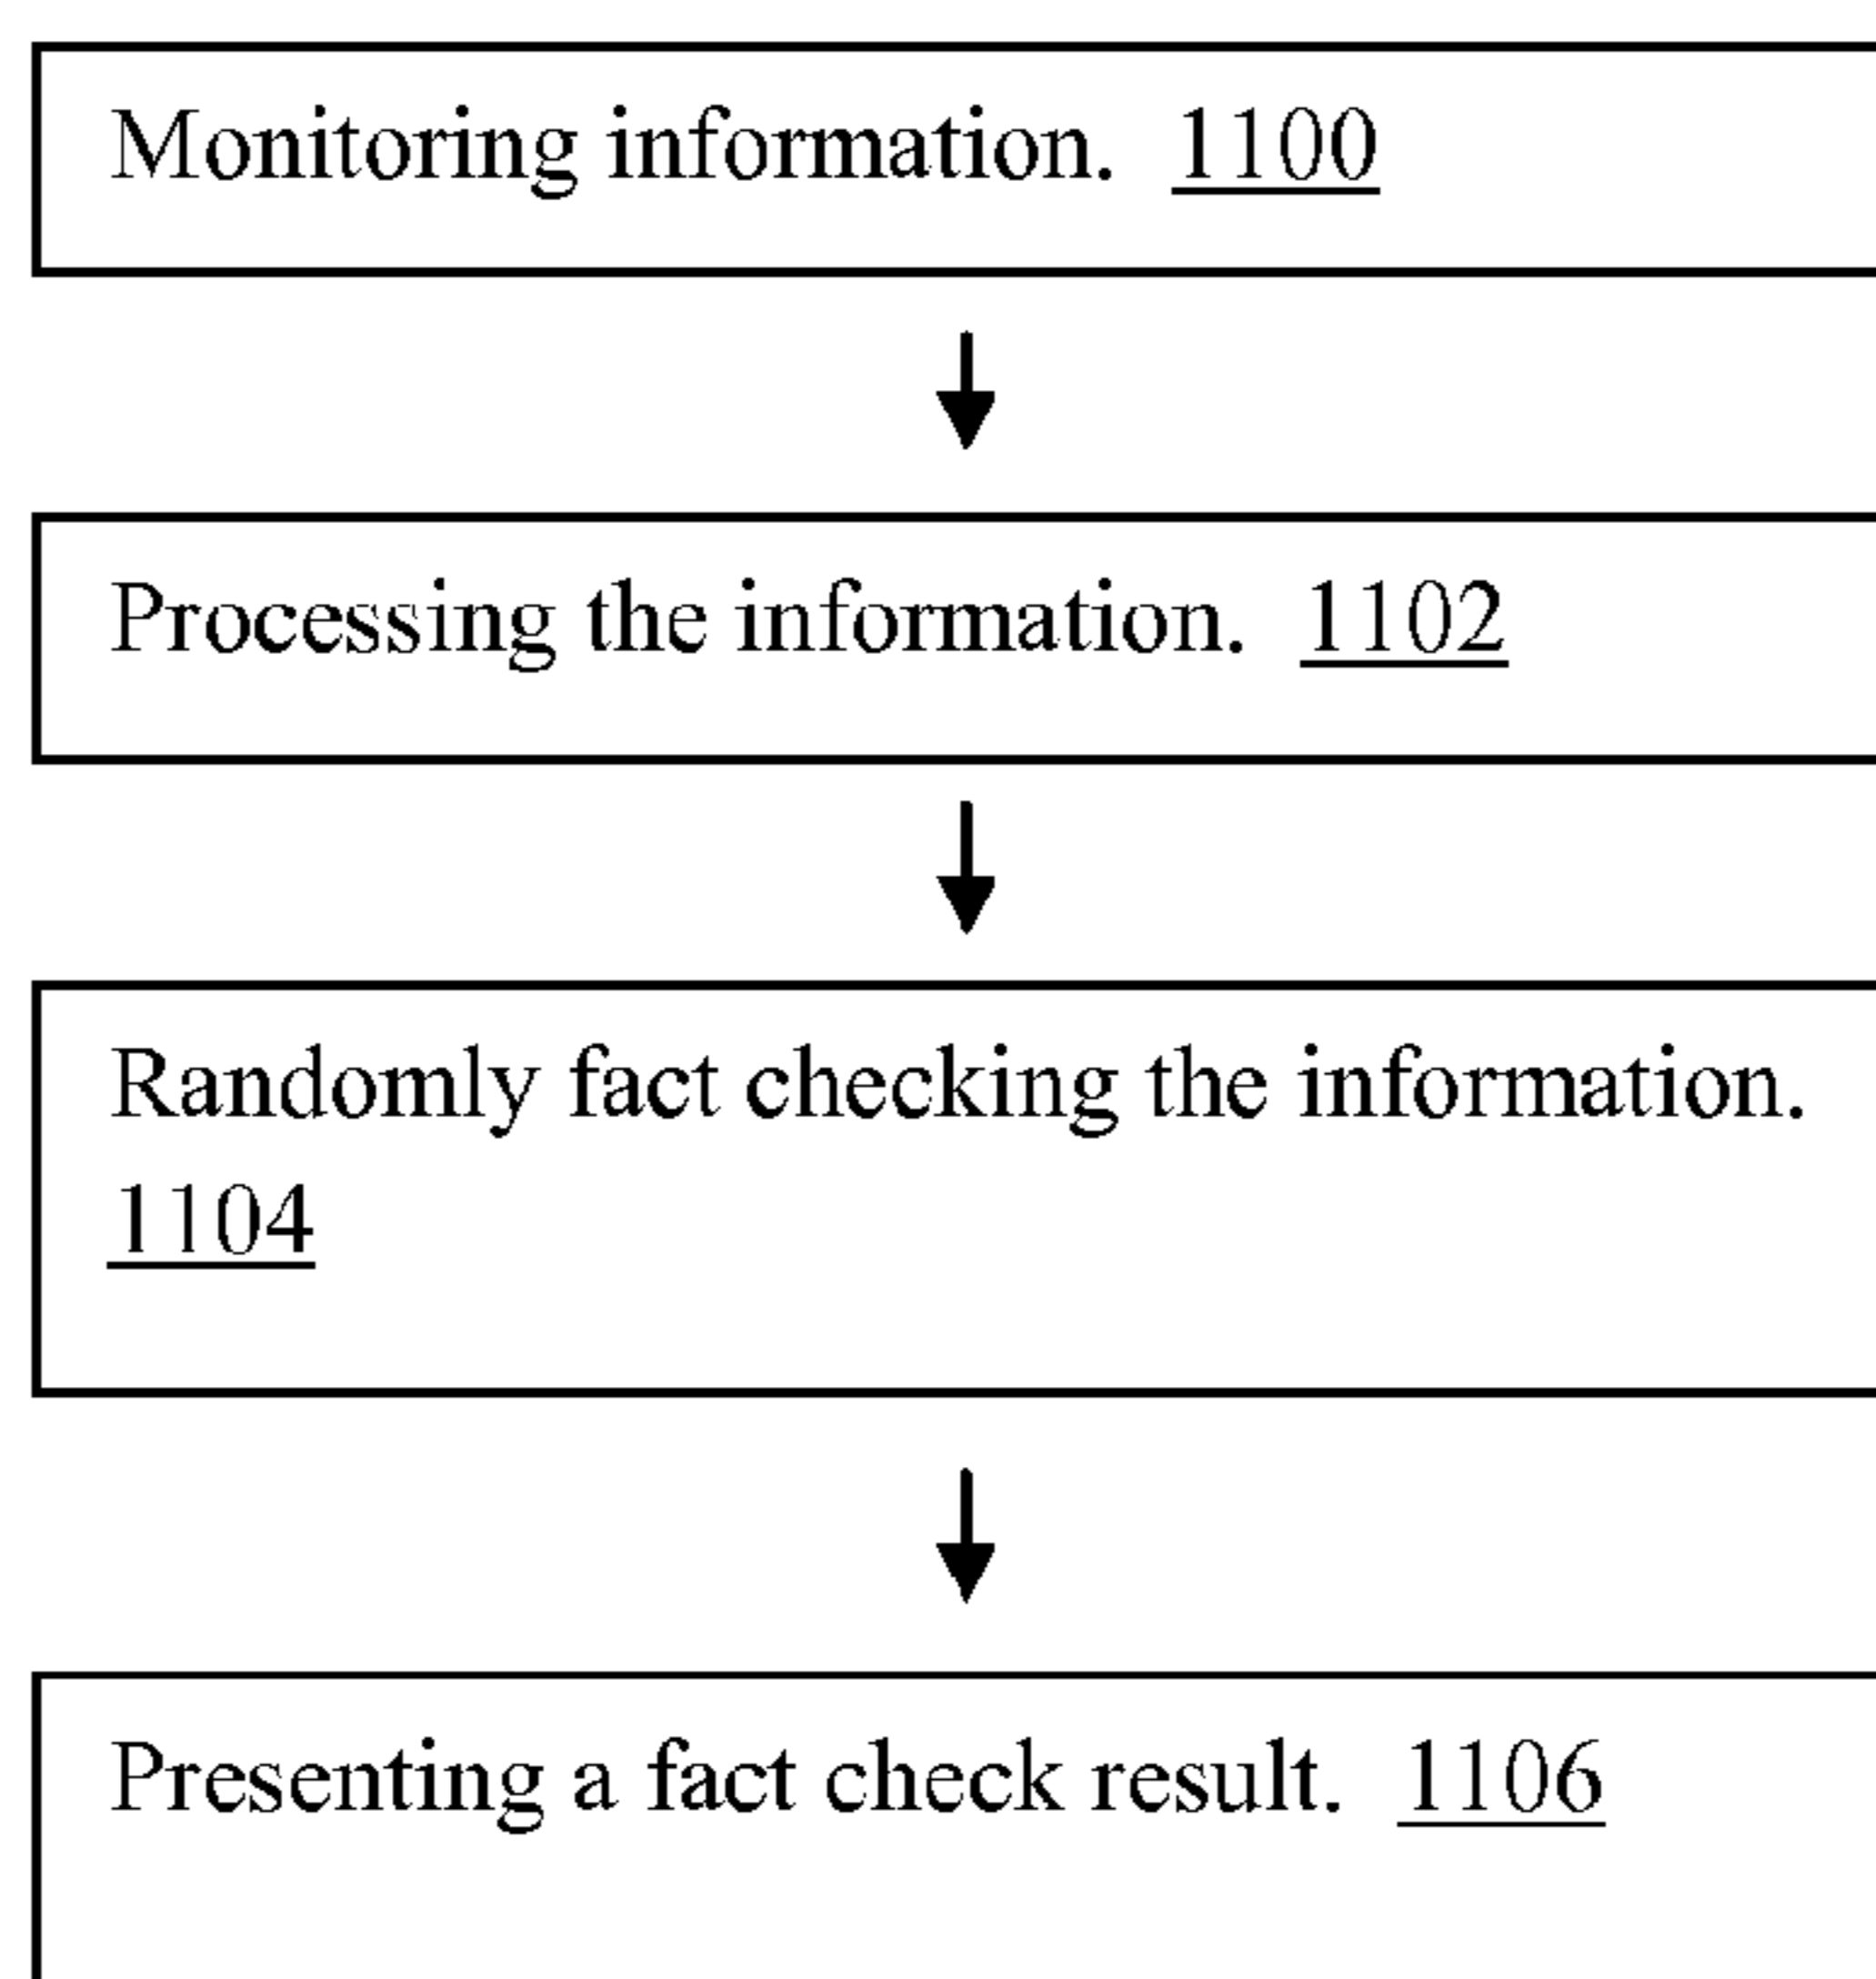 Monitoring information. 1100
Processing the information. 1102
Randomly fact checking the information.
1104
Presenting a fact check result. 1106